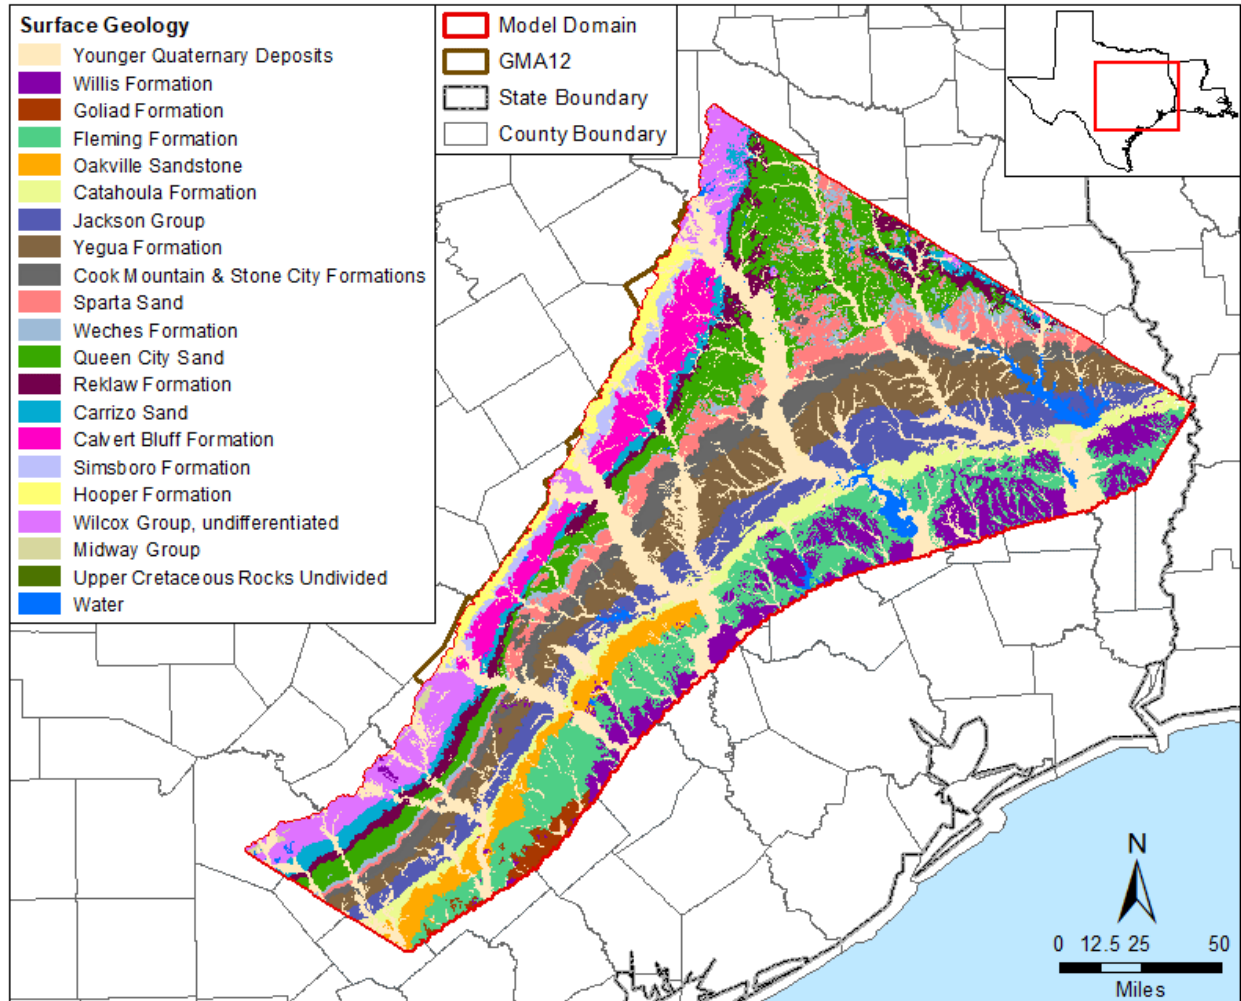 Surface Geology
Younger Quaternary Deposits
Willis Formation
Goliad Formation
Fleming Formation
Oakville Sandstone
Catahoula Formation
Jackson Group
Yegua Formation
Cook Mountain & Stone City Formations
Sparta Sand
Weches Formation
Queen City Sand
Reklaw Formation
Carrizo Sand
Calvert Bluff Formation
Simsboro Formation
Hooper Formation
Wilcox Group, undifferentiated
Midway Group
Upper Cretaceous Rocks Undivided
Water
Model Domain
GMA12
State Boundary
County Boundary
N
0 12.5 25 50
Miles